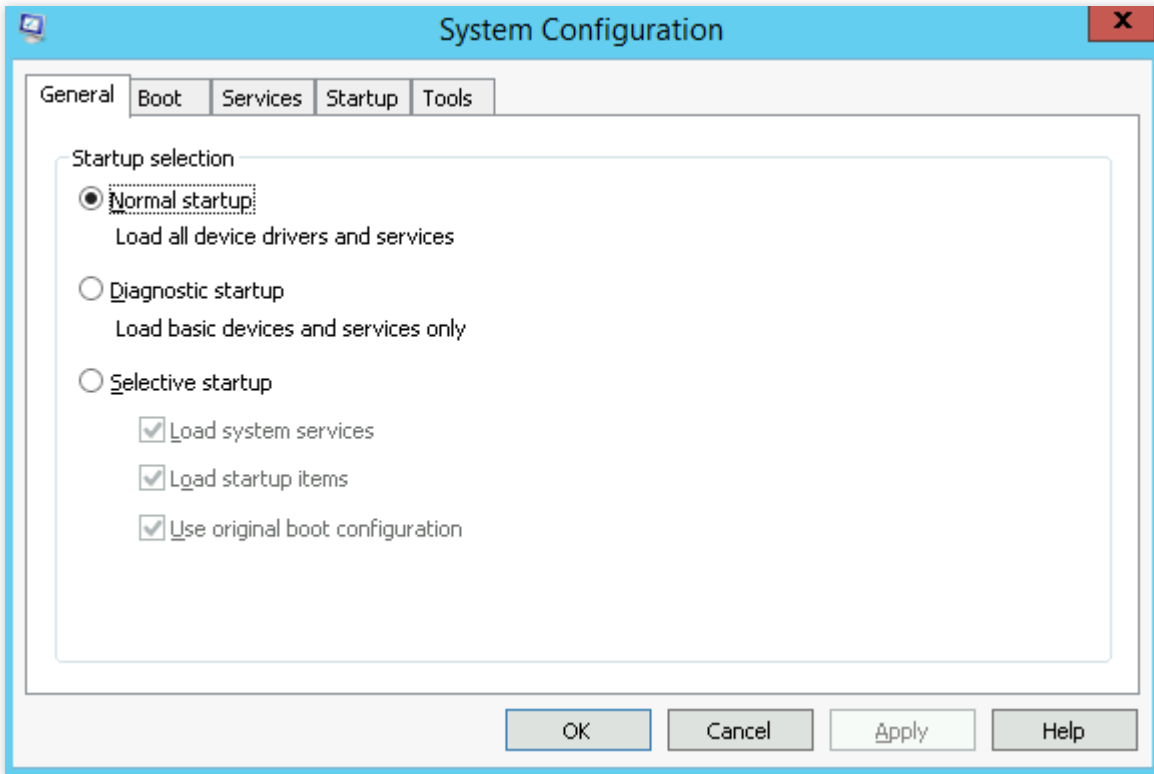 System Configuration
x
General Boot Services Startup Tools
Startup selection
Normal startup
Load all device drivers and services
Diagnostic startup
Load basic devices and services only
Selective startup
Load system services
Load startup items
Use original boot configuration
OK Cancel Apply Help